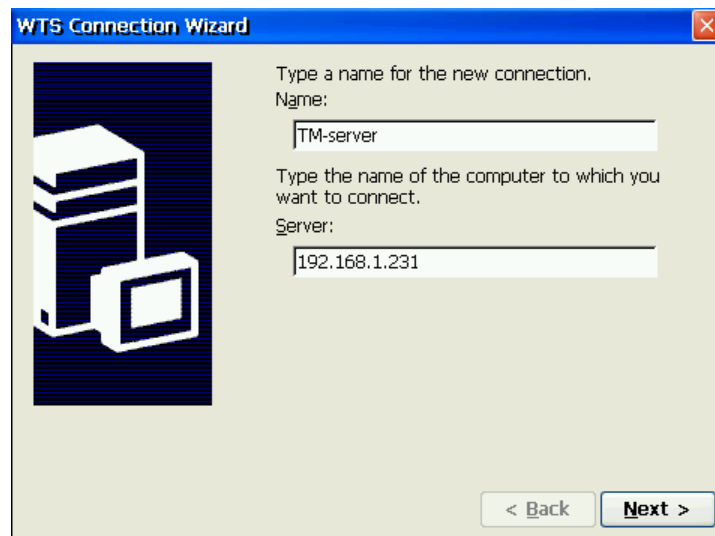 WTS Connection Wizard
Type a name for the new connection.
Name:
TM-server
Type the name of the computer to which you
want to connect.
Server:
192.168.1.231
< Back
Next >